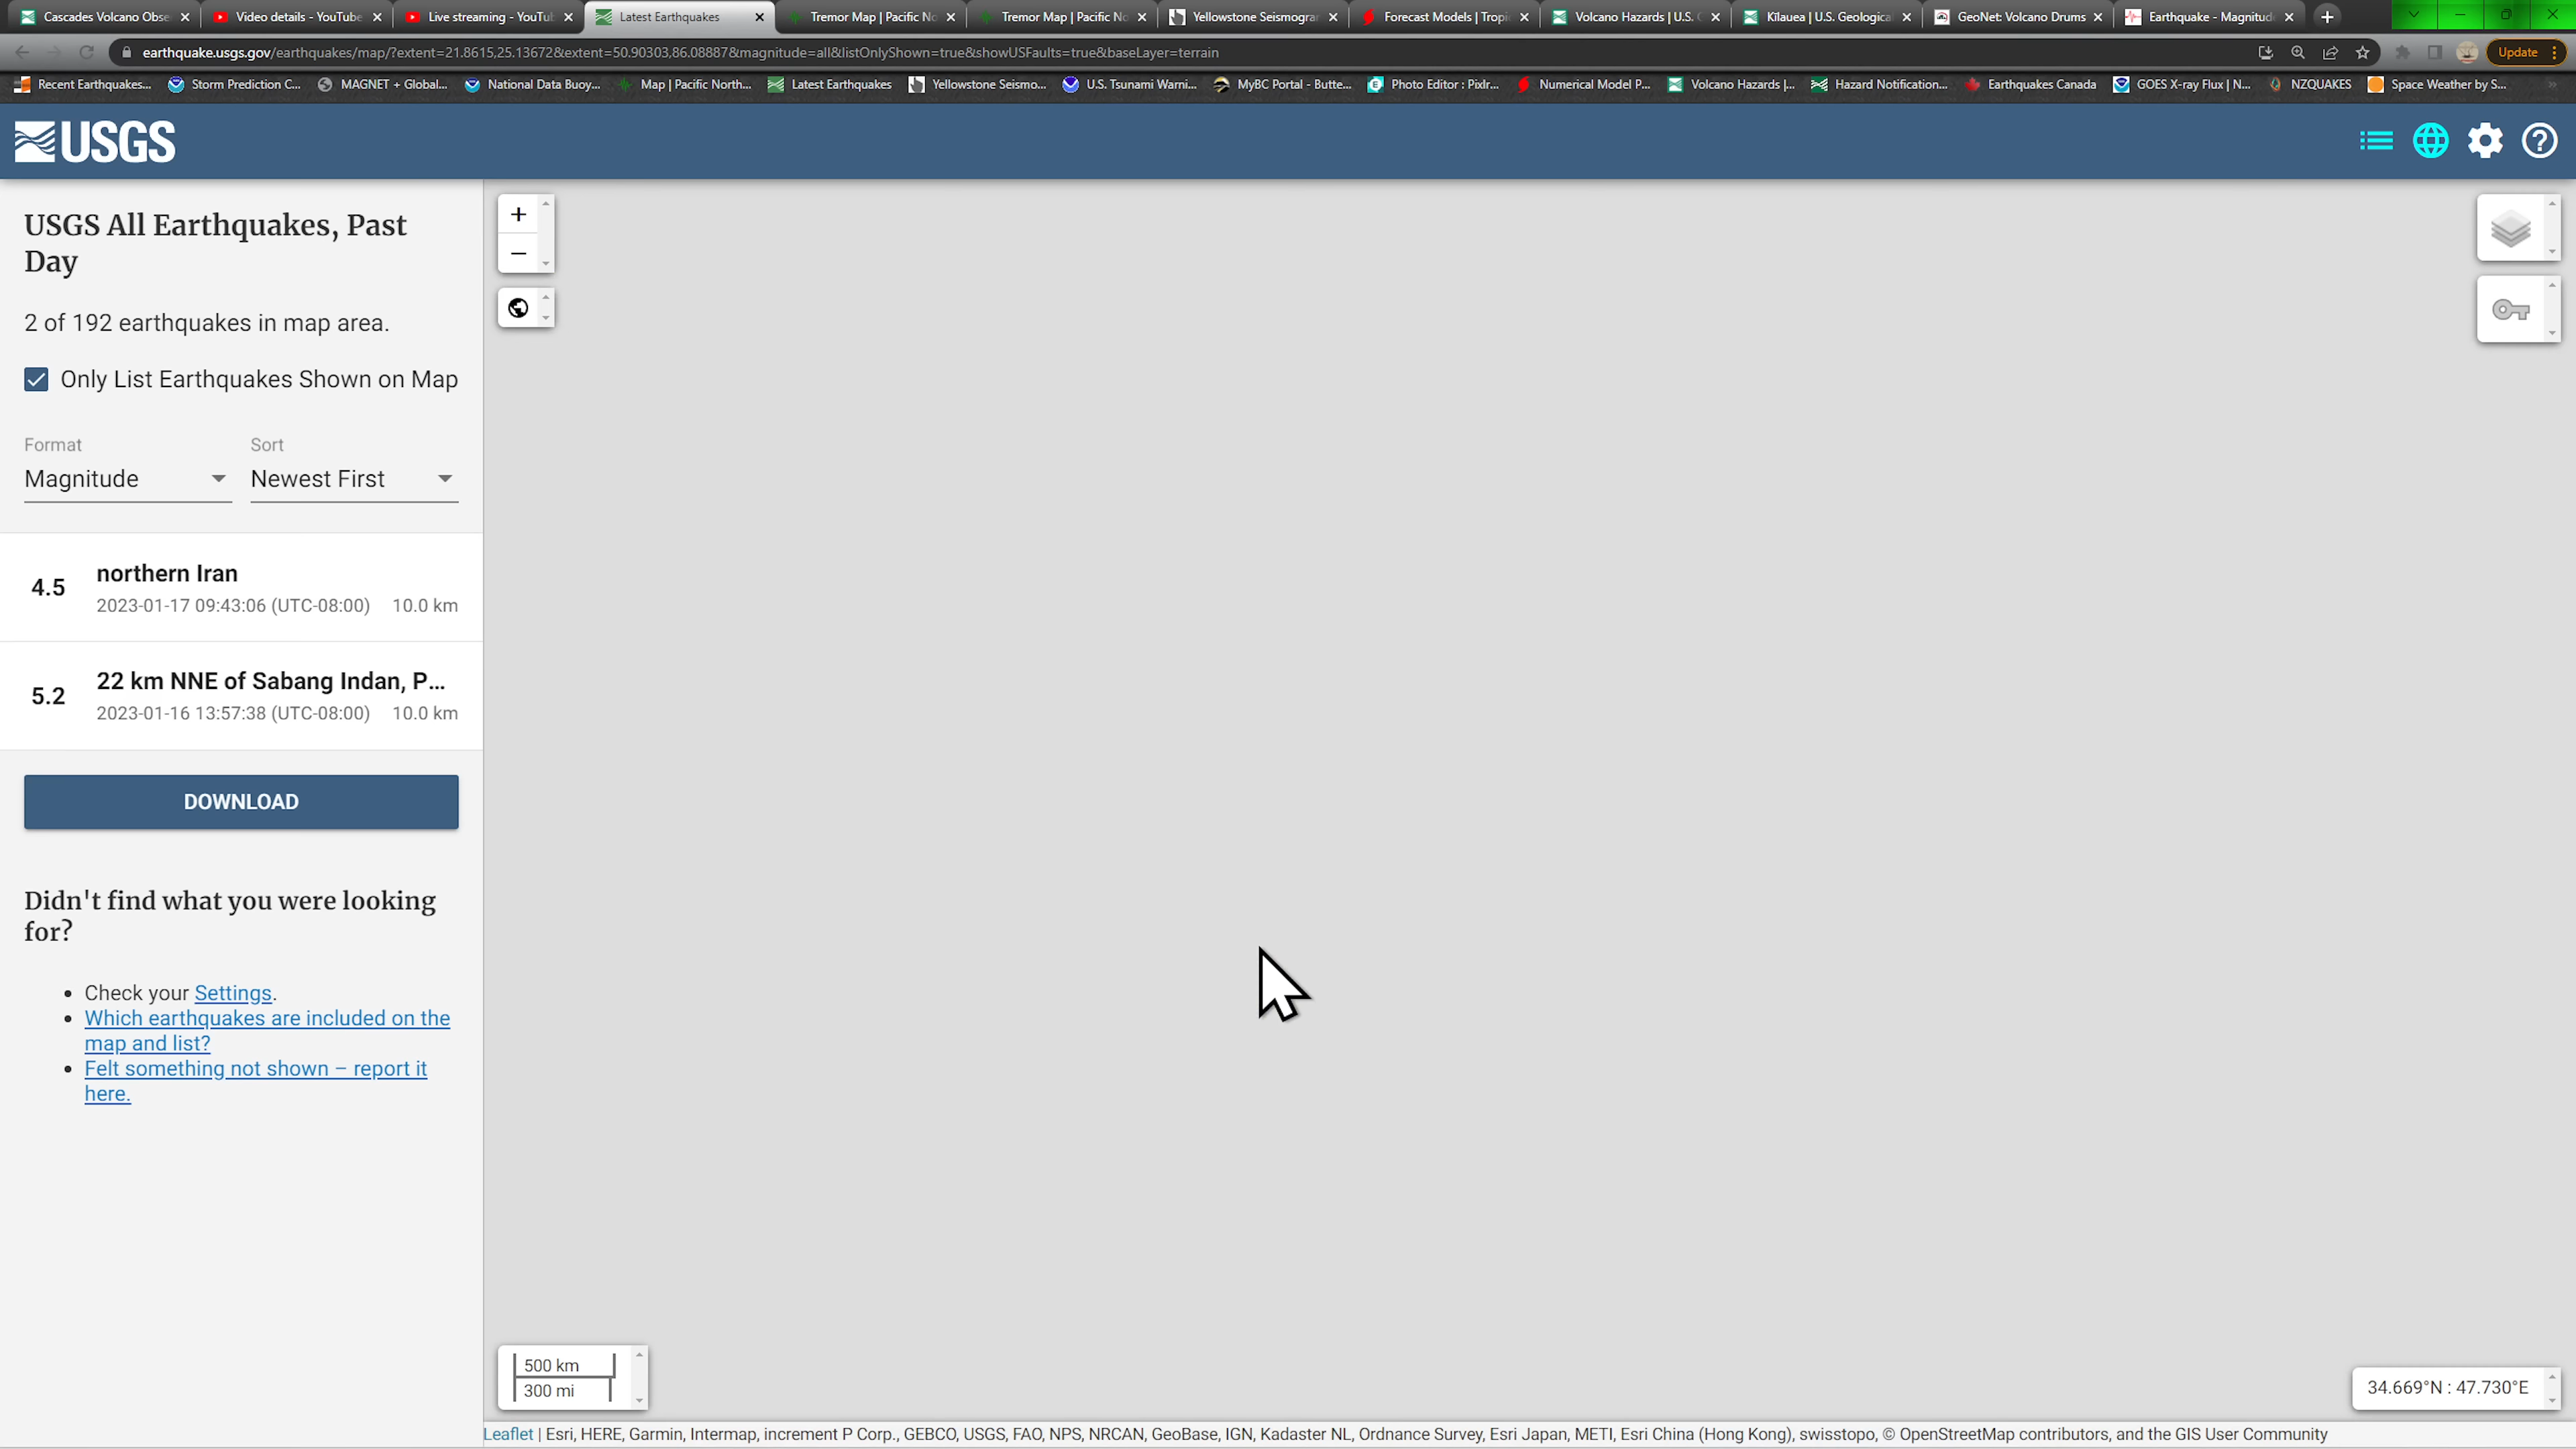 Cascades Volcano Obse
Video details - YouTube
Live streaming - YouTu
Latest Earthquakes
Tremor Map | Pacific No
Tremor Map | Pacific No
Yellowstone Seismogra
Forecast Models | Tropi
Volcano Hazards | U.S. G
Kīlauea | U.S. Geologica
GeoNet: Volcano Drums
Earthquake - Magnitud
earthquake.usgs.gov/earthquakes/map/?extent=21.8615,25.13672&extent=50.90303,86.08887&magnitude=all&listOnlyShown=true&showUSFaults=true&baseLayer=terrain
Update
Recent Earthquakes...
Storm Prediction C...
MAGNET + Global...
National Data Buoy...
Map | Pacific North...
Latest Earthquakes
Yellowstone Seismo...
U.S. Tsunami Warni...
MyBC Portal - Butte...
Photo Editor : Pixlr...
Numerical Model P...
Volcano Hazards |...
Hazard Notification...
Earthquakes Canada
GOES X-ray Flux | N...
NZQUAKES
Space Weather by S...
USGS
USGS All Earthquakes, Past
Day
2 of 192 earthquakes in map area.
Only List Earthquakes Shown on Map
Format
Sort
Magnitude
Newest First
4.5
northern Iran
2023-01-17 09:43:06 (UTC-08:00) 10.0 km
5.2
22 km NNE of Sabang Indan, P...
2023-01-16 13:57:38 (UTC-08:00) 10.0 km
DOWNLOAD
Didn't find what you were looking
for?
• Check your Settings.
• Which earthquakes are included on the
map and list?
• Felt something not shown – report it
here.
+
−
500 km
300 mi
34.669°N : 47.730°E
Leaflet | Esri, HERE, Garmin, Intermap, increment P Corp., GEBCO, USGS, FAO, NPS, NRCAN, GeoBase, IGN, Kadaster NL, Ordnance Survey, Esri Japan, METI, Esri China (Hong Kong), swisstopo, © OpenStreetMap contributors, and the GIS User Community